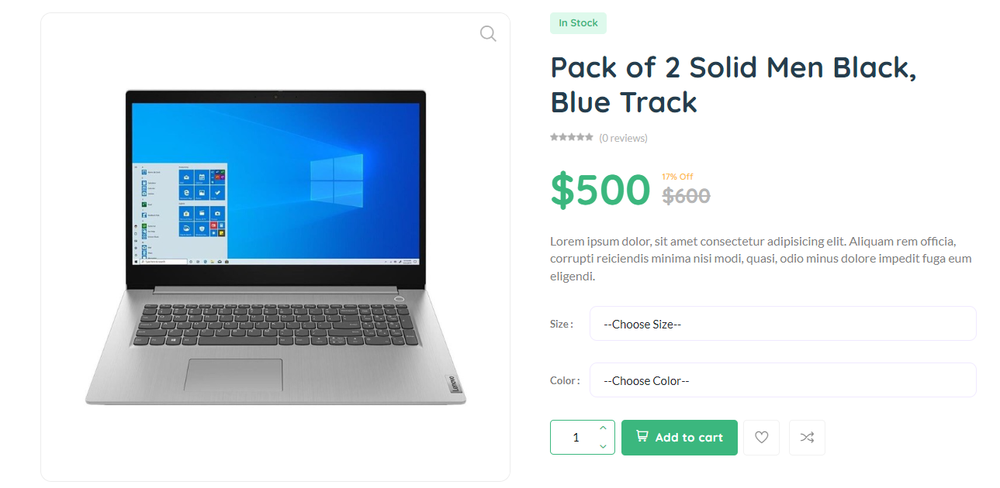 In Stock
Pack of 2 Solid Men Black,
Blue Track
(0 reviews)
$500
17% Off
$600
Lorem ipsum dolor, sit amet consectetur adipisicing elit. Aliquam rem officia,
corrupti reiciendis minima nisi modi, quasi, odio minus dolore impedit fuga eum
eligendi.
Size :
--Choose Size--
Color :
--Choose Color--
1
Add to cart
Lenovo